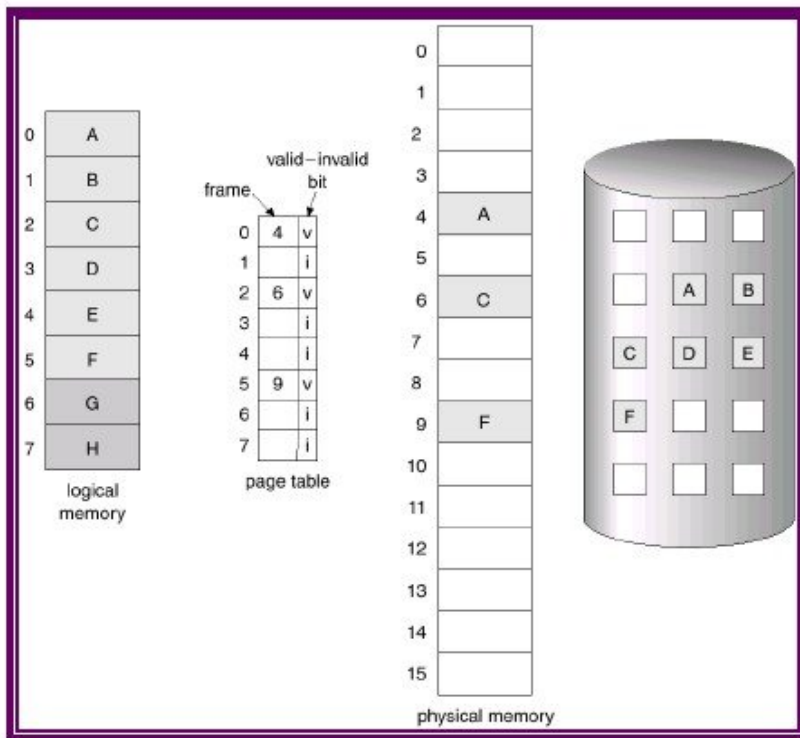 0 A
1 B
2 C
3 D
4 E
5 F
6 G
7 H
logical
memory
valid–invalid
bit
frame
0 4 v
1 i
2 6 v
3 i
4 i
5 9 v
6 i
7 i
page table
0
1
2
3
4 A
5
6 C
7
8
9 F
10
11
12
13
14
15
physical memory
A B
C D E
F